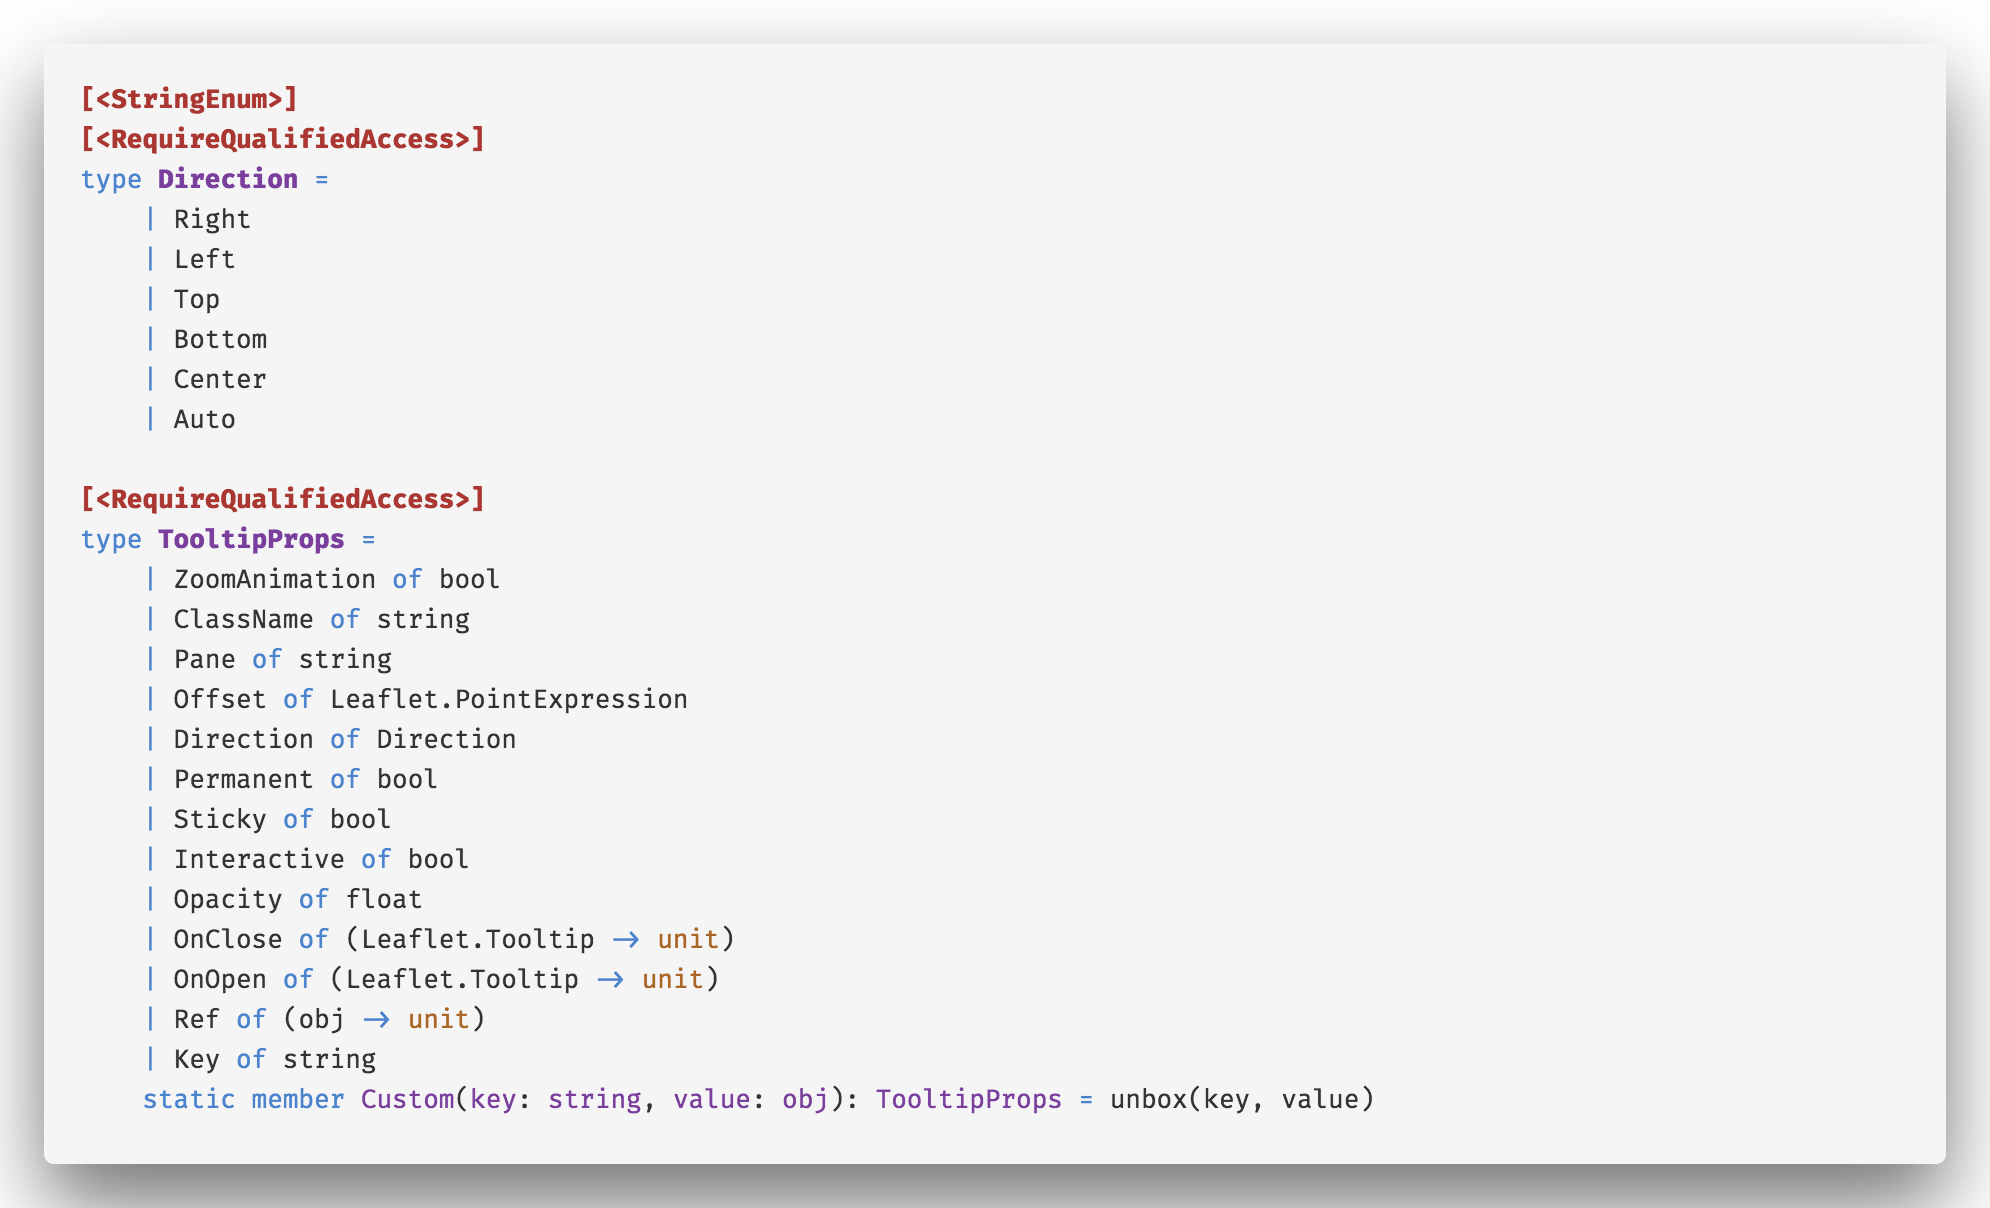 [<StringEnum>]
[<RequireQualifiedAccess>]
type Direction =
    | Right
    | Left
    | Top
    | Bottom
    | Center
    | Auto

[<RequireQualifiedAccess>]
type TooltipProps =
    | ZoomAnimation of bool
    | ClassName of string
    | Pane of string
    | Offset of Leaflet.PointExpression
    | Direction of Direction
    | Permanent of bool
    | Sticky of bool
    | Interactive of bool
    | Opacity of float
    | OnClose of (Leaflet.Tooltip -> unit)
    | OnOpen of (Leaflet.Tooltip -> unit)
    | Ref of (obj -> unit)
    | Key of string
    static member Custom(key: string, value: obj): TooltipProps = unbox(key, value)